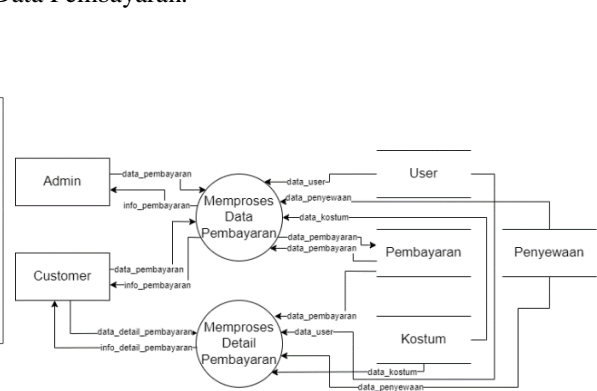 Data Pembayaran.
Admin
data_pembayaran
info_pembayaran
Memproses
Data
Pembayaran
data_user
data_penyewaan
data_kostum
data_pembayaran
data_pembayaran
User
Pembayaran
Penyewaan
Customer
data_pembayaran
info_pembayaran
data_detail_pembayaran
info_detail_pembayaran
Memproses
Detail
Pembayaran
data_pembayaran
data_user
Kostum
data_kostum
data_penyewaan